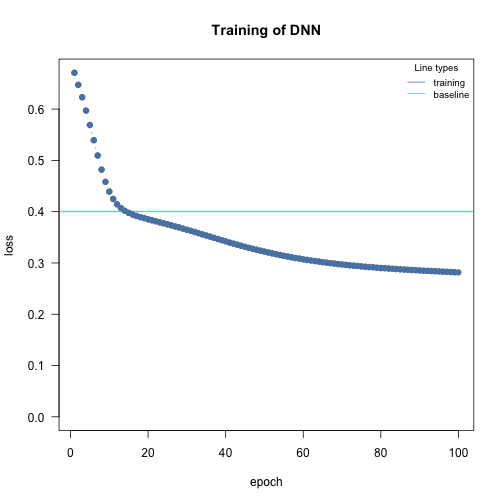 Training of DNN
Line types
training
baseline
0.6
0.5
0.4
0.3
0.2
0.1
0.0
loss
0 20 40 60 80 100
epoch